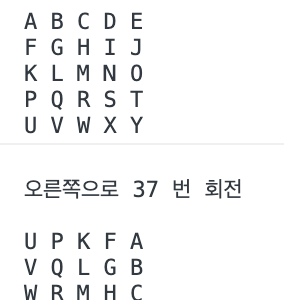 A B C D E
F G H I J
K L M N O
P Q R S T
U V W X Y
오른쪽으로 37 번 회전
U P K F A
V Q L G B
W R M H C